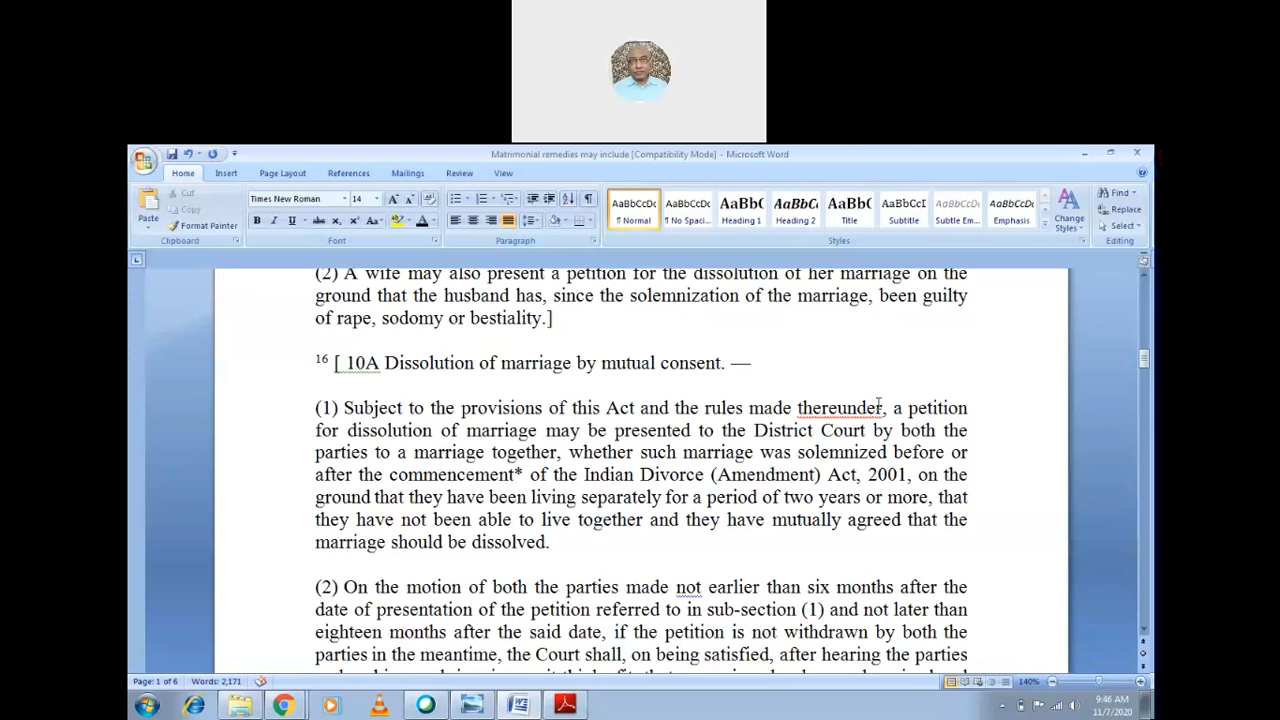 Matrimonial remedies may include [Compatibility Mode] - Microsoft Word
Home Insert Page Layout References Mailings Review View
Paste
Cut
Copy
Format Painter
Clipboard
Times New Roman 14
B I U abc x₂ x² Aa
Font
Paragraph
AaBbCcDc AaBbCcDc AaBbC AaBbCc AaBbC AaBbCcI AaBbCcDc AaBbCcDc
¶ Normal ¶ No Spaci... Heading 1 Heading 2 Title Subtitle Subtle Em... Emphasis
Change Styles
Styles
Find
Replace
Select
Editing
(2) A wife may also present a petition for the dissolution of her marriage on the
ground that the husband has, since the solemnization of the marriage, been guilty
of rape, sodomy or bestiality.]
16 [ 10A Dissolution of marriage by mutual consent. —
(1) Subject to the provisions of this Act and the rules made thereunder, a petition
for dissolution of marriage may be presented to the District Court by both the
parties to a marriage together, whether such marriage was solemnized before or
after the commencement* of the Indian Divorce (Amendment) Act, 2001, on the
ground that they have been living separately for a period of two years or more, that
they have not been able to live together and they have mutually agreed that the
marriage should be dissolved.
(2) On the motion of both the parties made not earlier than six months after the
date of presentation of the petition referred to in sub-section (1) and not later than
eighteen months after the said date, if the petition is not withdrawn by both the
parties in the meantime, the Court shall, on being satisfied, after hearing the parties
Page: 1 of 6 Words: 2,171 140%
9:46 AM
11/7/2020